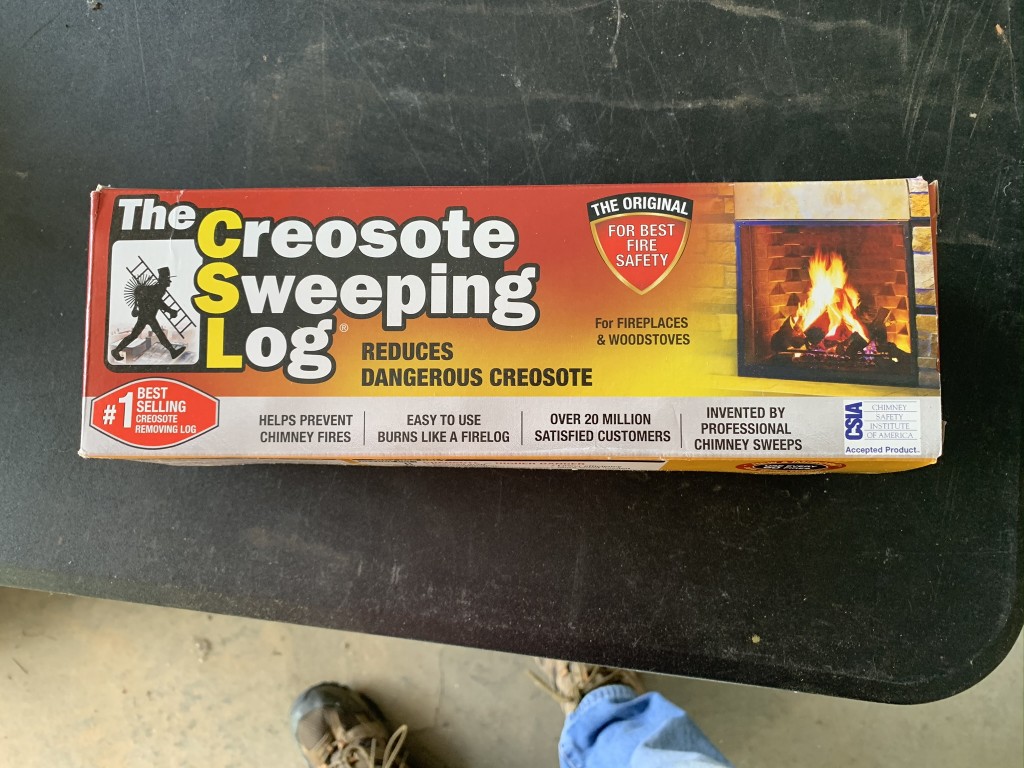 The Creosote
Sweeping
Log®
REDUCES
DANGEROUS CREOSOTE
THE ORIGINAL
FOR BEST
FIRE
SAFETY
For FIREPLACES
& WOODSTOVES
#1 BEST
SELLING
CREOSOTE
REMOVING LOG
HELPS PREVENT
CHIMNEY FIRES
EASY TO USE
BURNS LIKE A FIRELOG
OVER 20 MILLION
SATISFIED CUSTOMERS
INVENTED BY
PROFESSIONAL
CHIMNEY SWEEPS
CSIA
CHIMNEY
SAFETY
INSTITUTE
OF AMERICA
Accepted Product